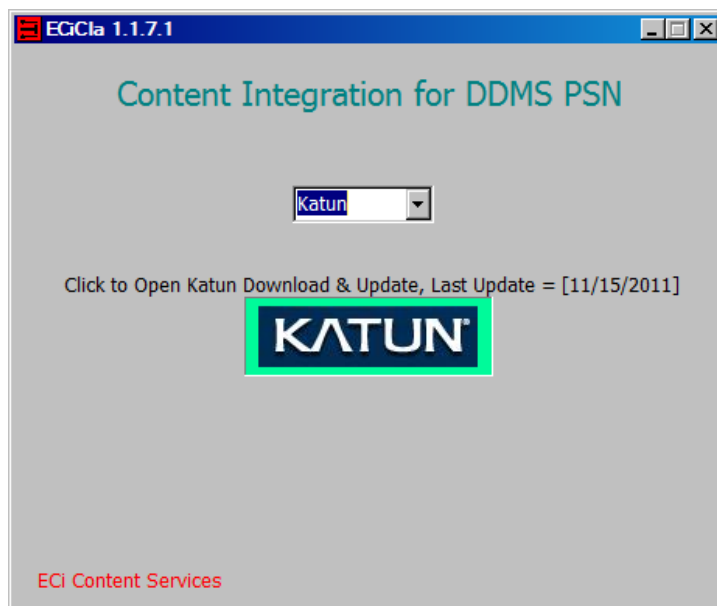 ECiCIa 1.1.7.1
Content Integration for DDMS PSN
Katun
Click to Open Katun Download & Update, Last Update = [11/15/2011]
KATUN®
ECi Content Services